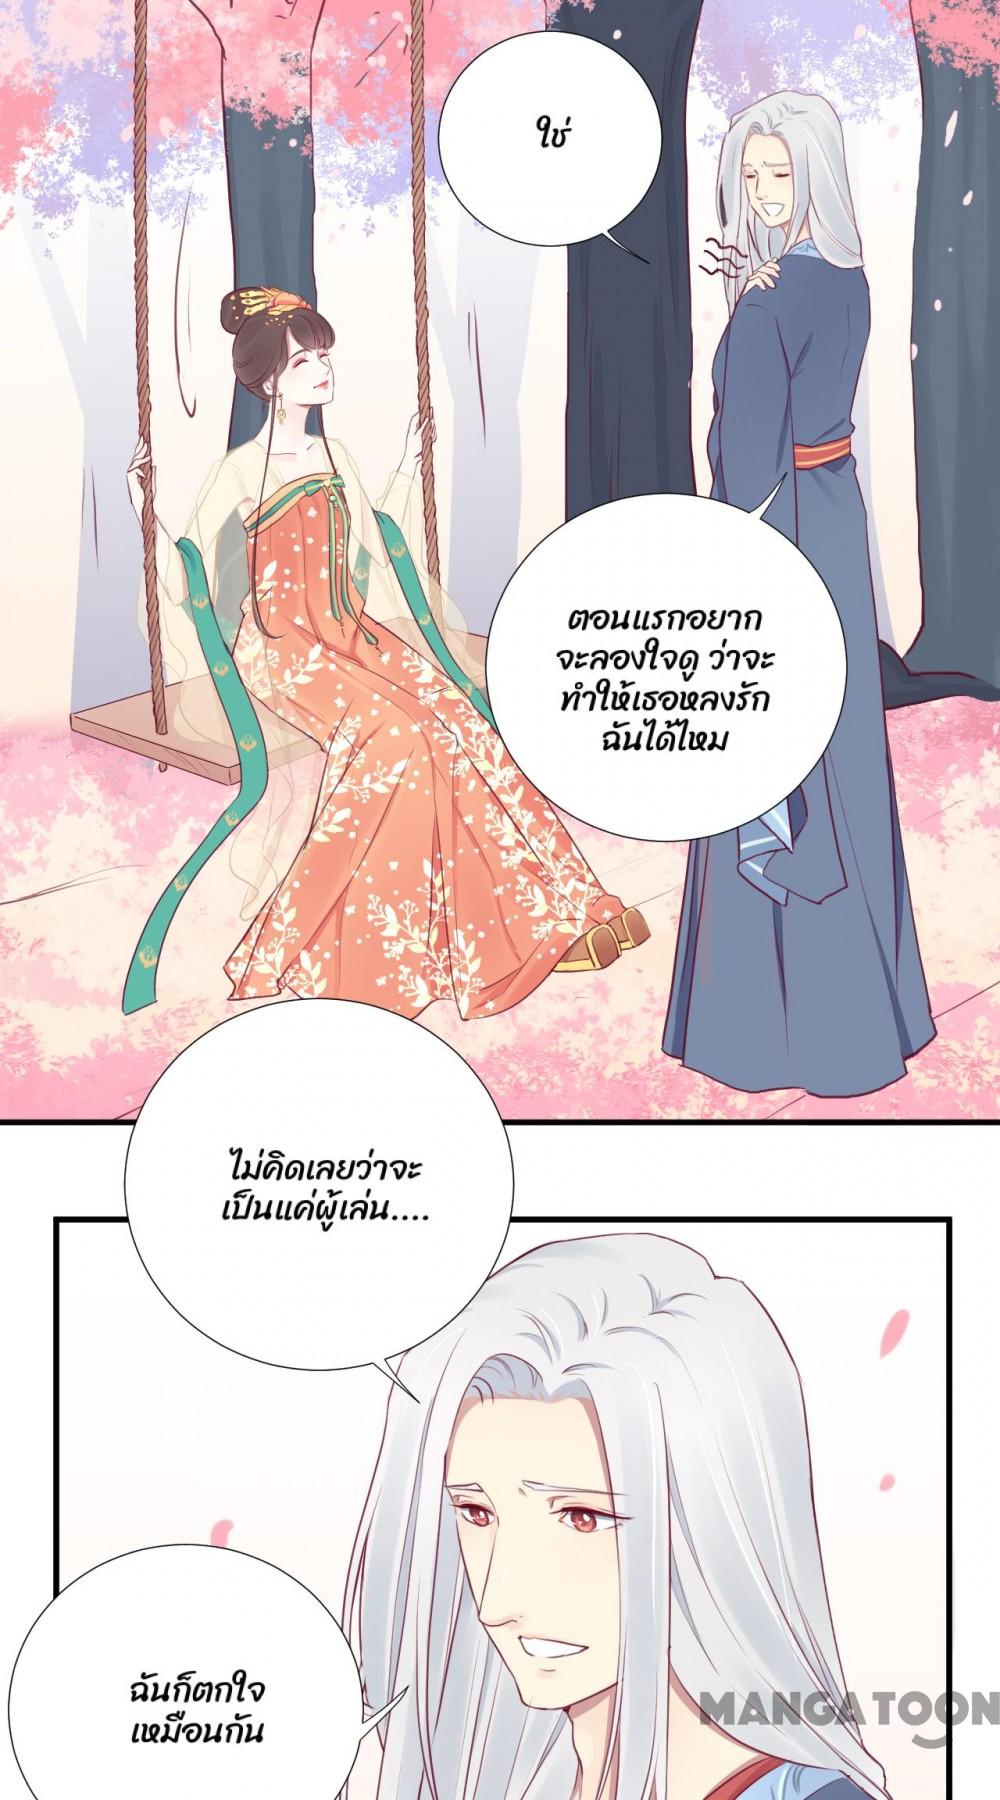 ใช่
ตอนแรกอยาก
จะลองใจดู ว่าจะ
ทำให้เธอหลงรัก
ฉันได้ไหม
ไม่คิดเลยว่าจะ
เป็นแค่ผู้เล่น....
ฉันก็ตกใจ
เหมือนกัน
MANGATOON